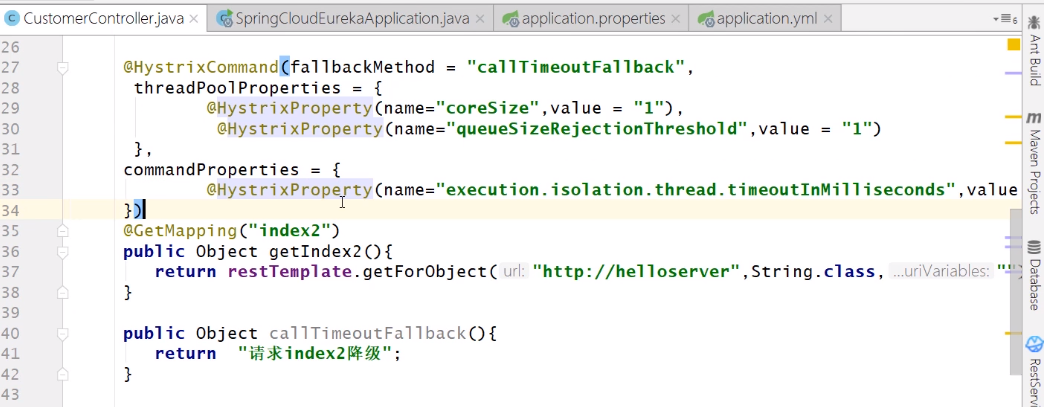 CustomerController.java × SpringCloudEurekaApplication.java × application.properties × application.yml × 6
26
27 @HystrixCommand(fallbackMethod = "callTimeoutFallback",
28 threadPoolProperties = {
29 @HystrixProperty(name="coreSize",value = "1"),
30 @HystrixProperty(name="queueSizeRejectionThreshold",value = "1")
31 },
32 commandProperties = {
33 @HystrixProperty(name="execution.isolation.thread.timeoutInMilliseconds",value
34 })
35 @GetMapping("index2")
36 public Object getIndex2(){
37 return restTemplate.getForObject( url: "http://helloserver",String.class, ...uriVariables: ""
38 }
39
40 public Object callTimeoutFallback(){
41 return "请求index2降级";
42 }
43
Ant Build
Maven Projects
Database
RestServi